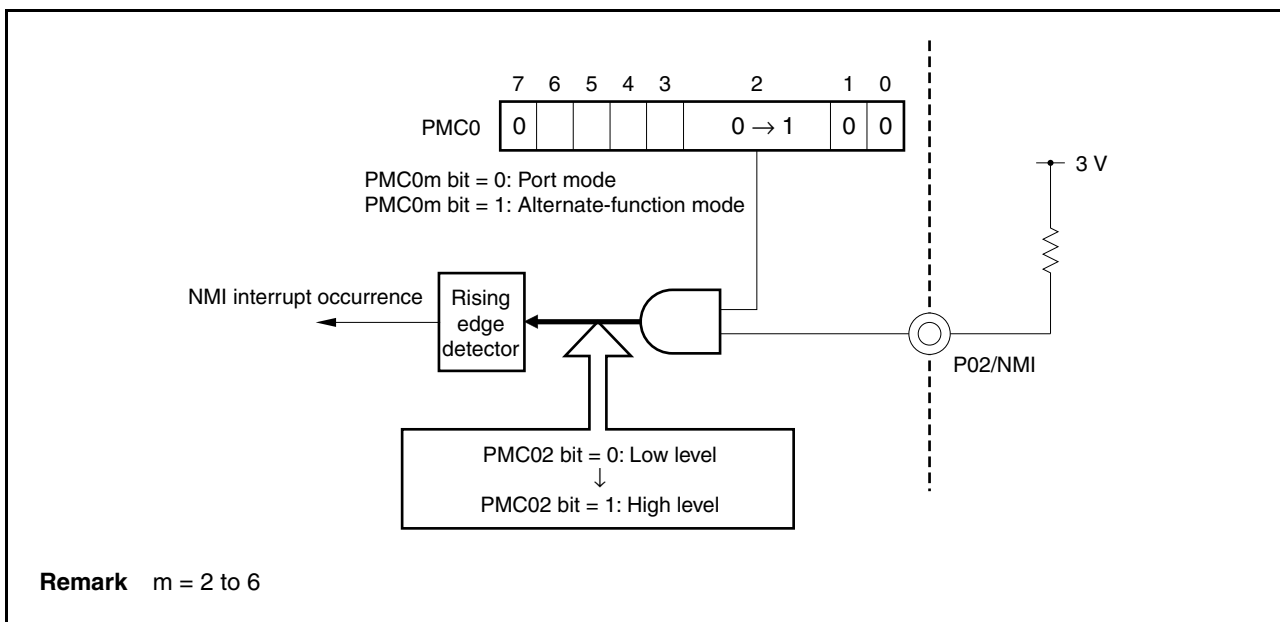 7 6 5 4 3 2 1 0
PMC0 0 0 → 1 0 0
3 V
PMC0m bit = 0: Port mode
PMC0m bit = 1: Alternate-function mode
NMI interrupt occurrence
Rising
edge
detector
P02/NMI
PMC02 bit = 0: Low level
↓
PMC02 bit = 1: High level
Remark m = 2 to 6